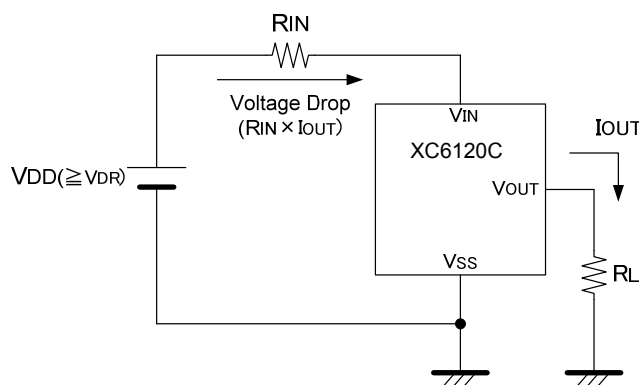 RIN
Voltage Drop
(RIN × IOUT)
VIN
IOUT
XC6120C
VDD(≧VDR)
VOUT
VSS
RL